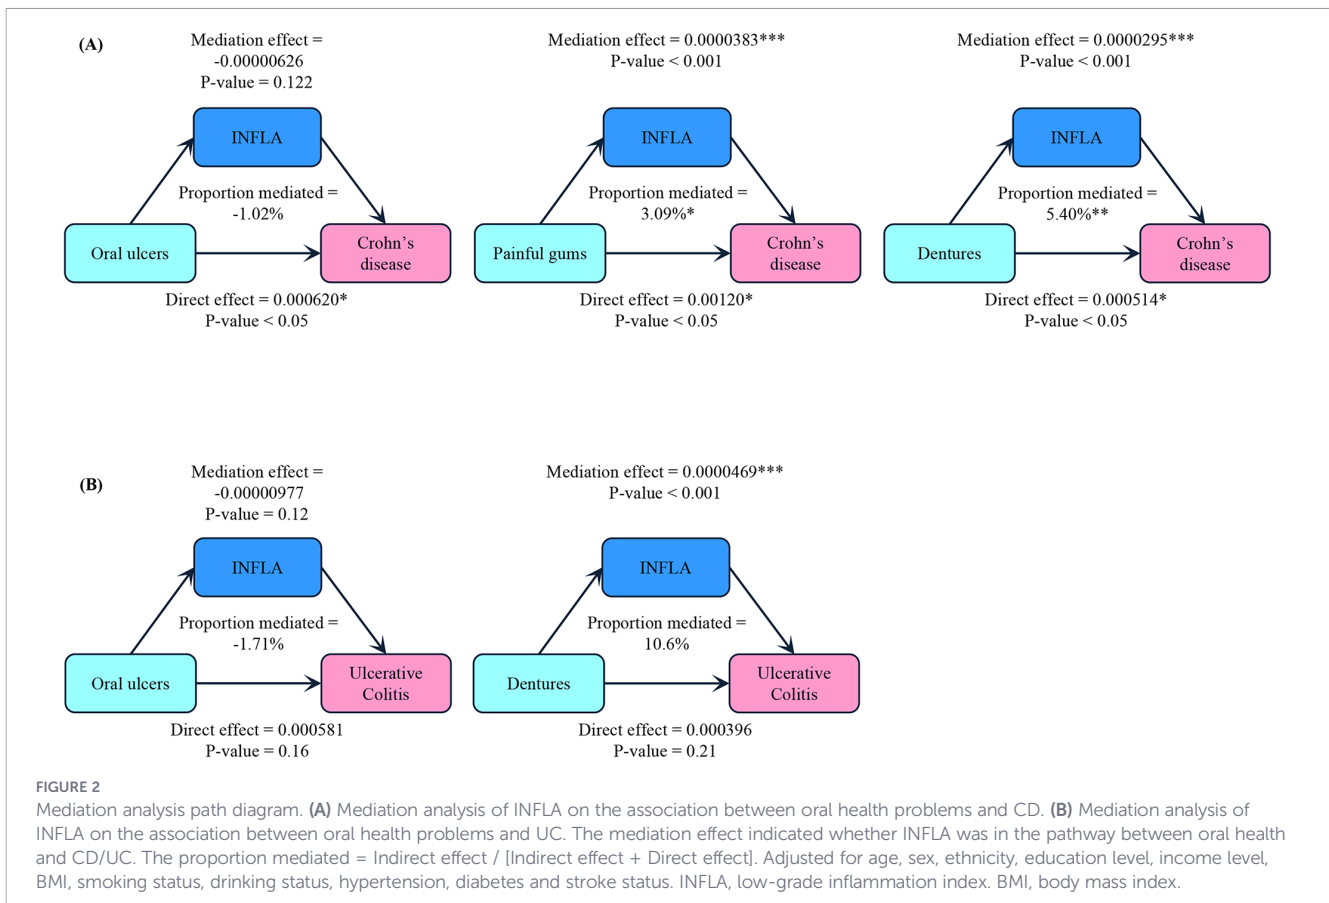 (A)
Mediation effect =
-0.00000626
P-value = 0.122
INFLA
Proportion mediated =
-1.02%
Oral ulcers
Crohn's
disease
Direct effect = 0.000620*
P-value < 0.05
Mediation effect = 0.0000383***
P-value < 0.001
INFLA
Proportion mediated =
3.09%*
Painful gums
Crohn's
disease
Direct effect = 0.00120*
P-value < 0.05
Mediation effect = 0.0000295***
P-value < 0.001
INFLA
Proportion mediated =
5.40%**
Dentures
Crohn's
disease
Direct effect = 0.000514*
P-value < 0.05
(B)
Mediation effect =
-0.00000977
P-value = 0.12
INFLA
Proportion mediated =
-1.71%
Oral ulcers
Ulcerative
Colitis
Direct effect = 0.000581
P-value = 0.16
Mediation effect = 0.0000469***
P-value < 0.001
INFLA
Proportion mediated =
10.6%
Dentures
Ulcerative
Colitis
Direct effect = 0.000396
P-value = 0.21
FIGURE 2
Mediation analysis path diagram. (A) Mediation analysis of INFLA on the association between oral health problems and CD. (B) Mediation analysis of
INFLA on the association between oral health problems and UC. The mediation effect indicated whether INFLA was in the pathway between oral health
and CD/UC. The proportion mediated = Indirect effect / [Indirect effect + Direct effect]. Adjusted for age, sex, ethnicity, education level, income level,
BMI, smoking status, drinking status, hypertension, diabetes and stroke status. INFLA, low-grade inflammation index. BMI, body mass index.